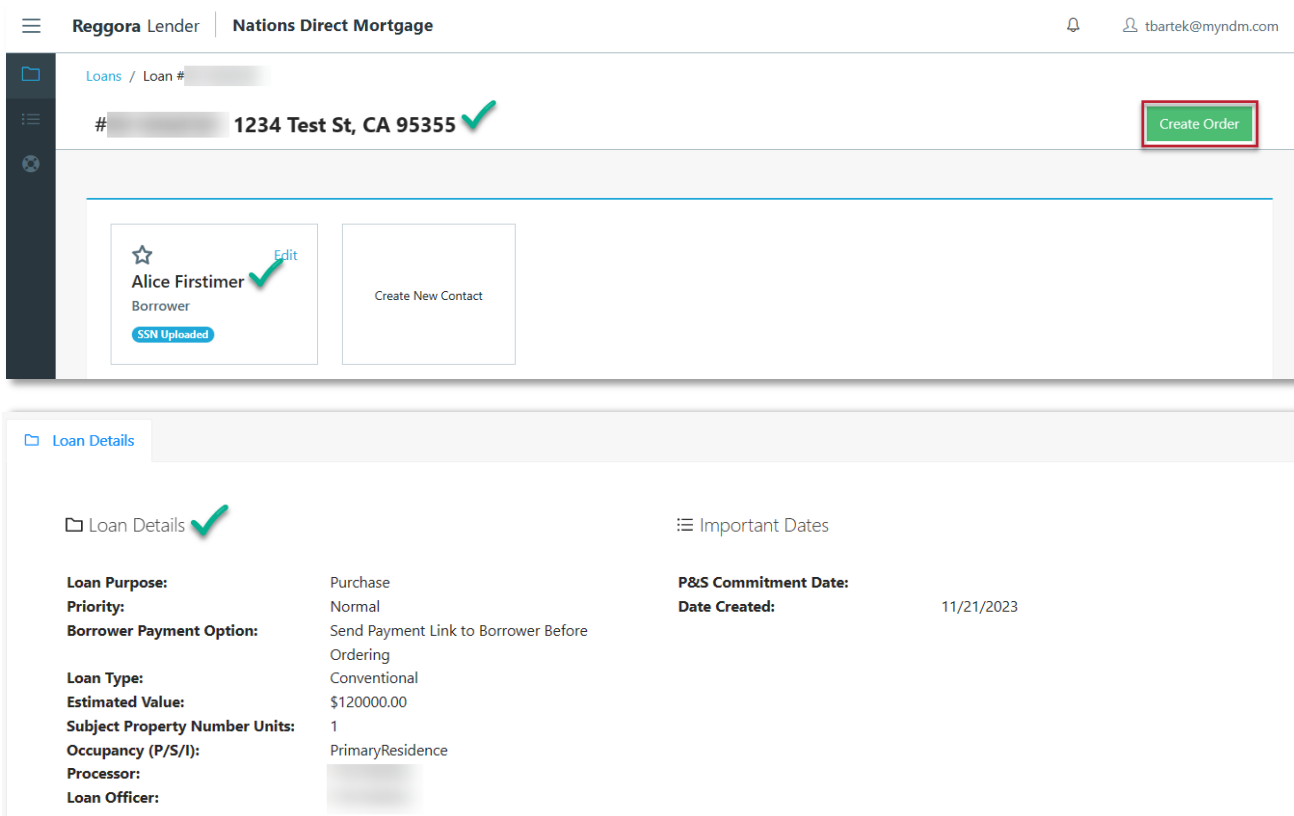 Reggora Lender Nations Direct Mortgage tbartek@myndm.com
Loans / Loan #
# 1234 Test St, CA 95355 Create Order
Edit
Alice Firstimer
Borrower
SSN Uploaded
Create New Contact
Loan Details
Loan Details
Loan Purpose: Purchase
Priority: Normal
Borrower Payment Option: Send Payment Link to Borrower Before
Ordering
Loan Type: Conventional
Estimated Value: $120000.00
Subject Property Number Units: 1
Occupancy (P/S/I): PrimaryResidence
Processor:
Loan Officer:
Important Dates
P&S Commitment Date:
Date Created: 11/21/2023